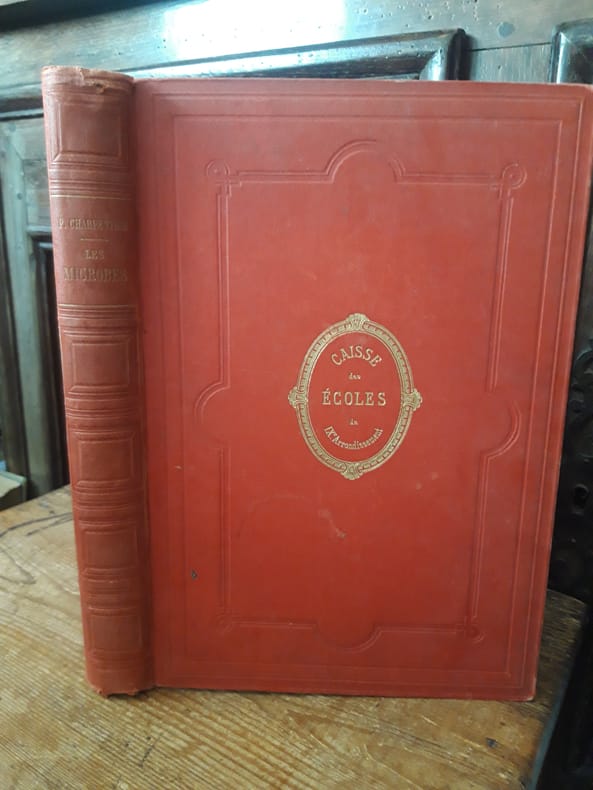 P. CHARPENTIER
LES
MICROBES
CAISSE
des
ÉCOLES
du
IXᵉ Arrondissement